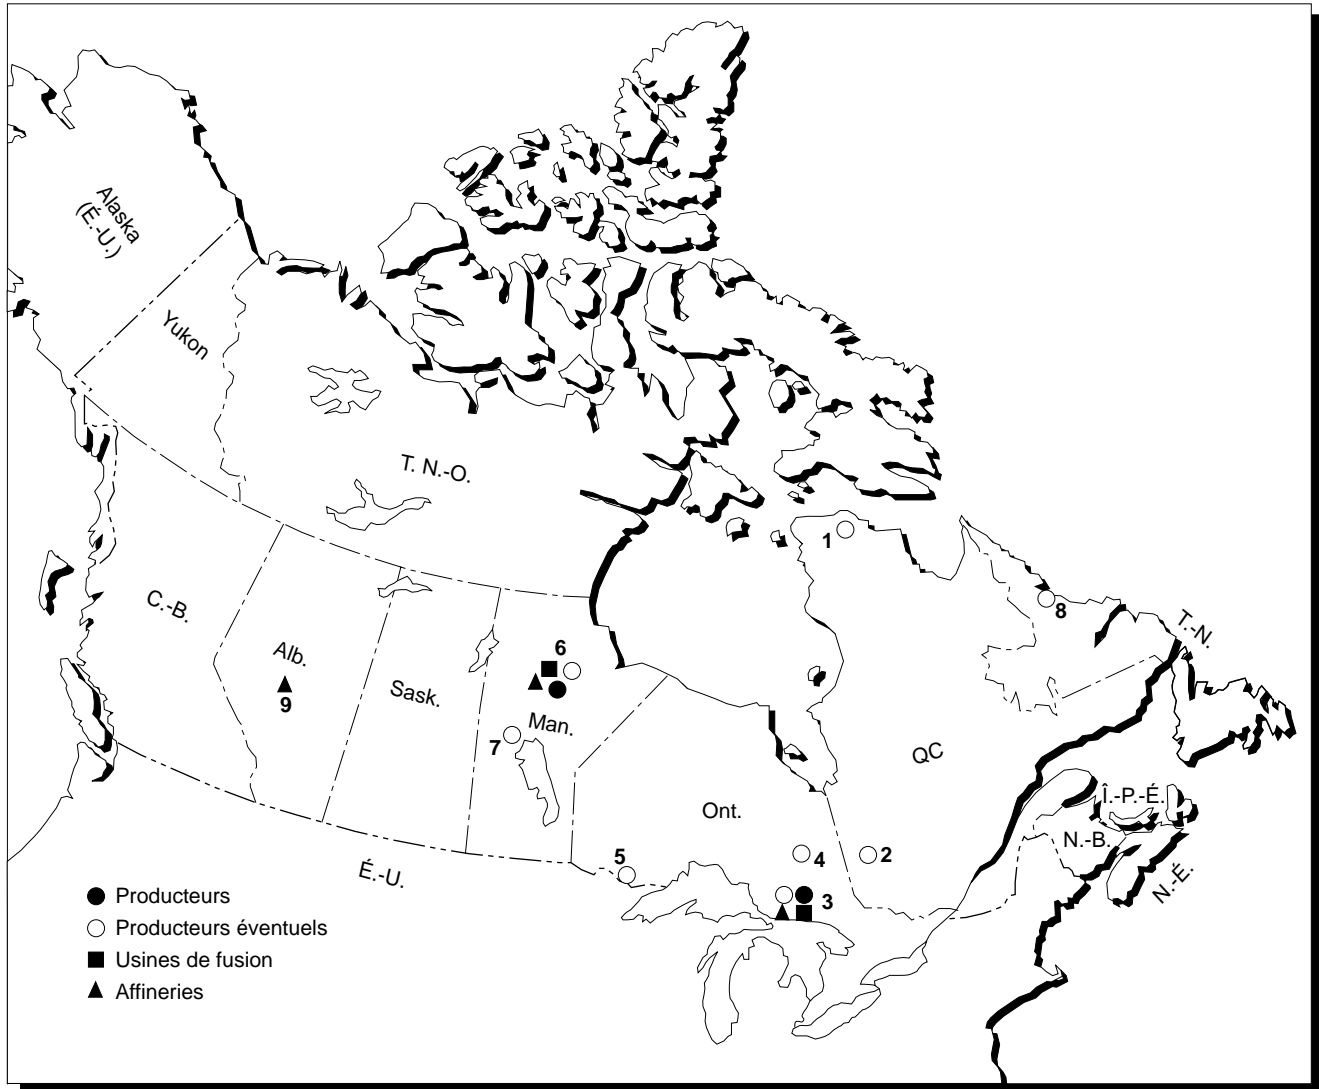 Alaska
(É.-U.)
Yukon
T. N.-O.
1
8
C.-B.
T.-N.
6
Alb.
Sask.
9
Man.
7
QC
Î.-P.-É.
Ont.
N.-B.
4
2
5
É.-U.
N.-É.
3
Producteurs
Producteurs éventuels
Usines de fusion
Affineries